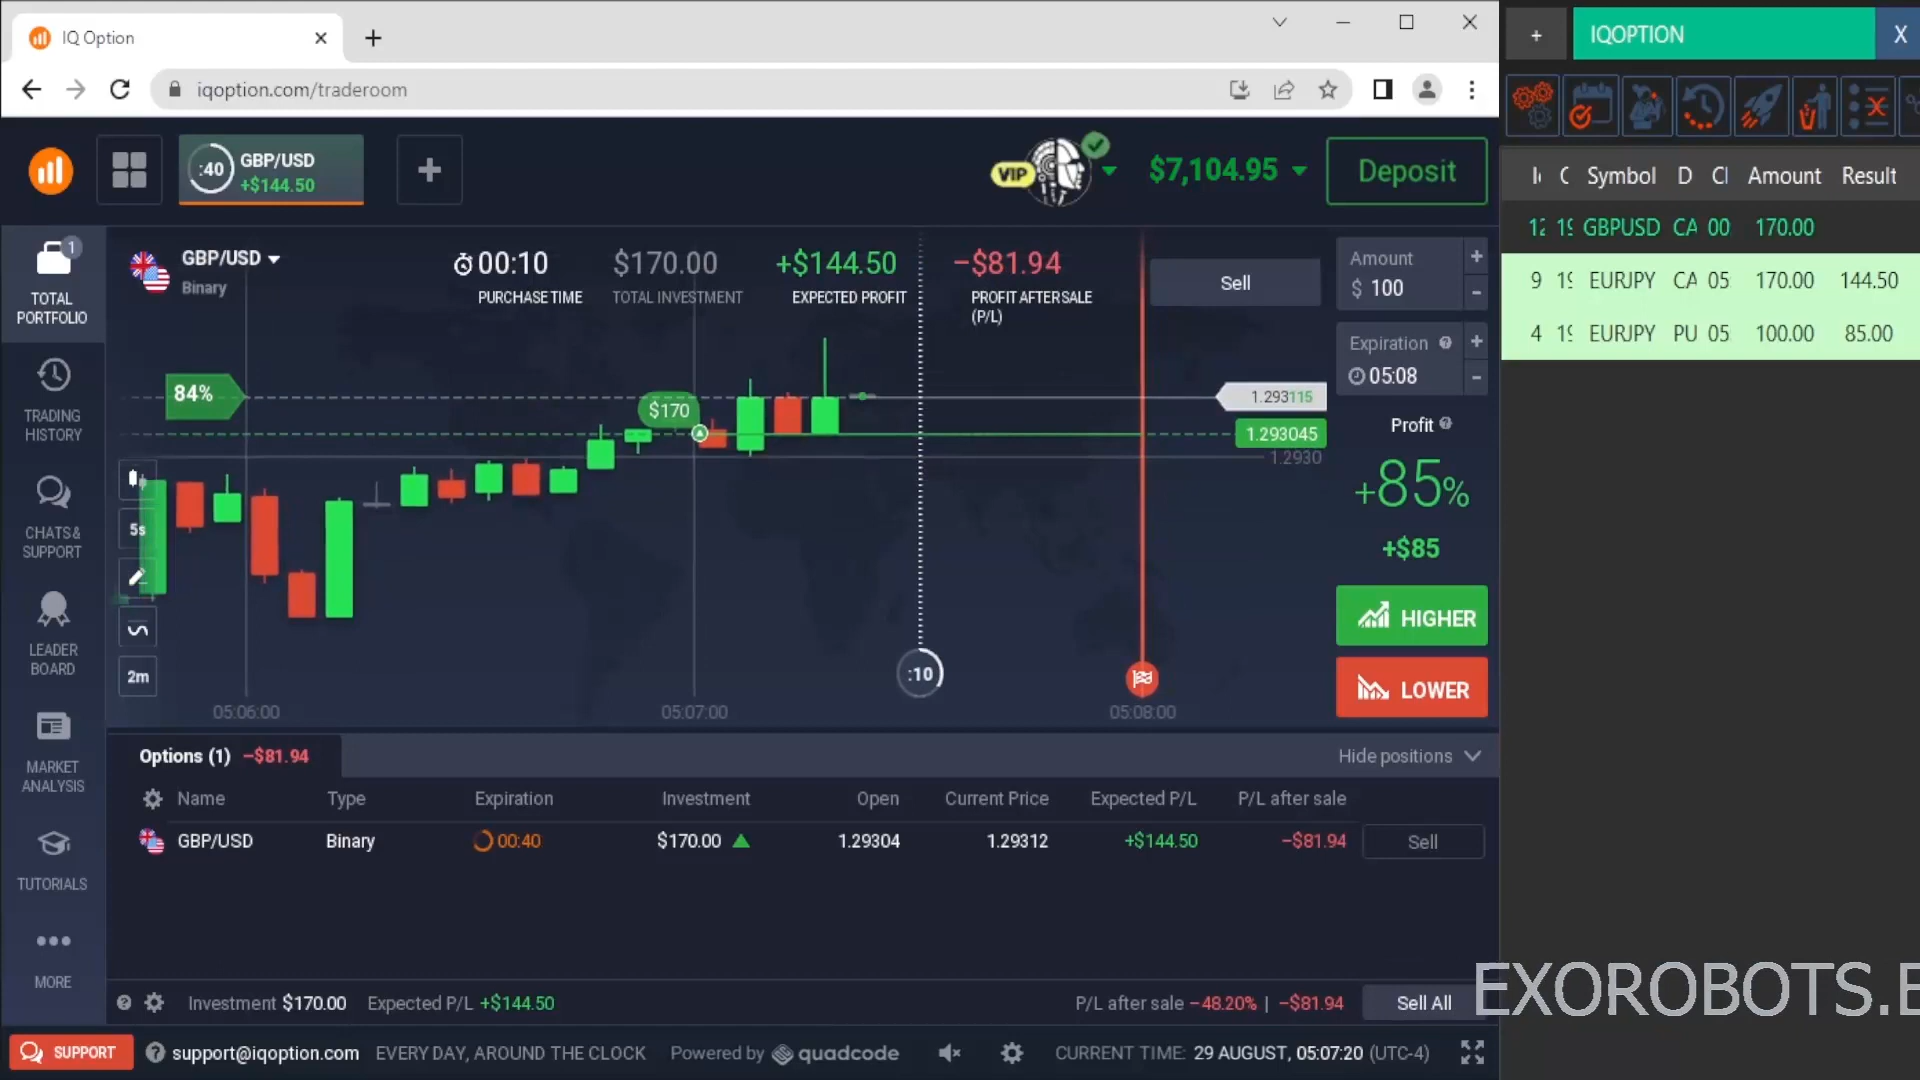 IQ Option
iqoption.com/traderoom
:40 GBP/USD
+$144.50
VIP
$7,104.95
Deposit
1
TOTAL
PORTFOLIO
TRADING
HISTORY
CHATS &
SUPPORT
LEADER
BOARD
MARKET
ANALYSIS
TUTORIALS
MORE
GBP/USD
Binary
00:10
PURCHASE TIME
$170.00
TOTAL INVESTMENT
+$144.50
EXPECTED PROFIT
−$81.94
PROFIT AFTER SALE
(P/L)
Sell
84%
$170
1.293115
1.293045
1.2930
5s
2m
:10
05:06:00
05:07:00
05:08:00
Amount
$ 100
+
-
Expiration
05:08
+
-
Profit
+85%
+$85
HIGHER
LOWER
Options (1) −$81.94
Hide positions
Name Type Expiration Investment Open Current Price Expected P/L P/L after sale
GBP/USD Binary 00:40 $170.00 1.29304 1.29312 +$144.50 −$81.94 Sell
Investment $170.00 Expected P/L +$144.50 P/L after sale −48.20% | −$81.94 Sell All
SUPPORT support@iqoption.com EVERY DAY, AROUND THE CLOCK Powered by quadcode CURRENT TIME: 29 AUGUST, 05:07:20 (UTC-4)
+ IQOPTION X
C Symbol D Cl Amount Result
12 19 GBPUSD CA 00 170.00
9 19 EURJPY CA 05 170.00 144.50
4 19 EURJPY PU 05 100.00 85.00
EXOROBOTS.E